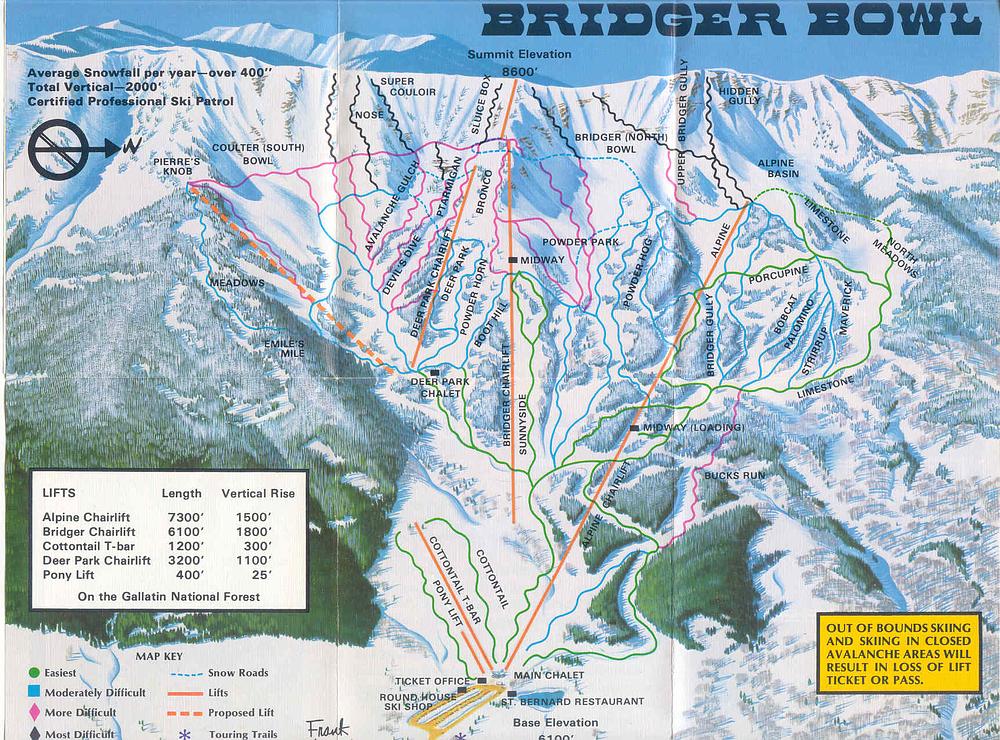 BRIDGER BOWL
Summit Elevation
8600'
Average Snowfall per year—over 400"
Total Vertical—2000'
Certified Professional Ski Patrol
N
SUPER
COULOIR
NOSE
SLUICE BOX
UPPER BRIDGER GULLY
HIDDEN
GULLY
COULTER (SOUTH)
BOWL
PIERRE'S
KNOB
BRIDGER (NORTH)
BOWL
ALPINE
BASIN
AVALANCHE GULCH
PTARMIGAN
BRONCO
DEVIL'S DIVE
DEER PARK CHAIRLIFT
DEER PARK
POWDER HORN
BOOT HILL
MIDWAY
POWDER PARK
POWDER HOG
ALPINE
LIMESTONE
NORTH
MEADOWS
PORCUPINE
MEADOWS
EMILE'S
MILE
BRIDGER GULLY
BOBCAT
PALOMINO
STIRRUP
MAVERICK
LIMESTONE
DEER PARK
CHALET
BRIDGER CHAIRLIFT
SUNNYSIDE
MIDWAY (LOADING)
BUCKS RUN
ALPINE CHAIRLIFT
LIFTS Length Vertical Rise
Alpine Chairlift 7300' 1500'
Bridger Chairlift 6100' 1800'
Cottontail T-bar 1200' 300'
Deer Park Chairlift 3200' 1100'
Pony Lift 400' 25'
On the Gallatin National Forest
COTTONTAIL T-BAR
COTTONTAIL
PONY LIFT
OUT OF BOUNDS SKIING
AND SKIING IN CLOSED
AVALANCHE AREAS WILL
RESULT IN LOSS OF LIFT
TICKET OR PASS.
MAP KEY
Easiest
Snow Roads
Moderately Difficult
Lifts
More Difficult
Proposed Lift
Most Difficult
Touring Trails
TICKET OFFICE
MAIN CHALET
ROUND HOUSE
SKI SHOP
ST. BERNARD RESTAURANT
Base Elevation
6100'
Frank